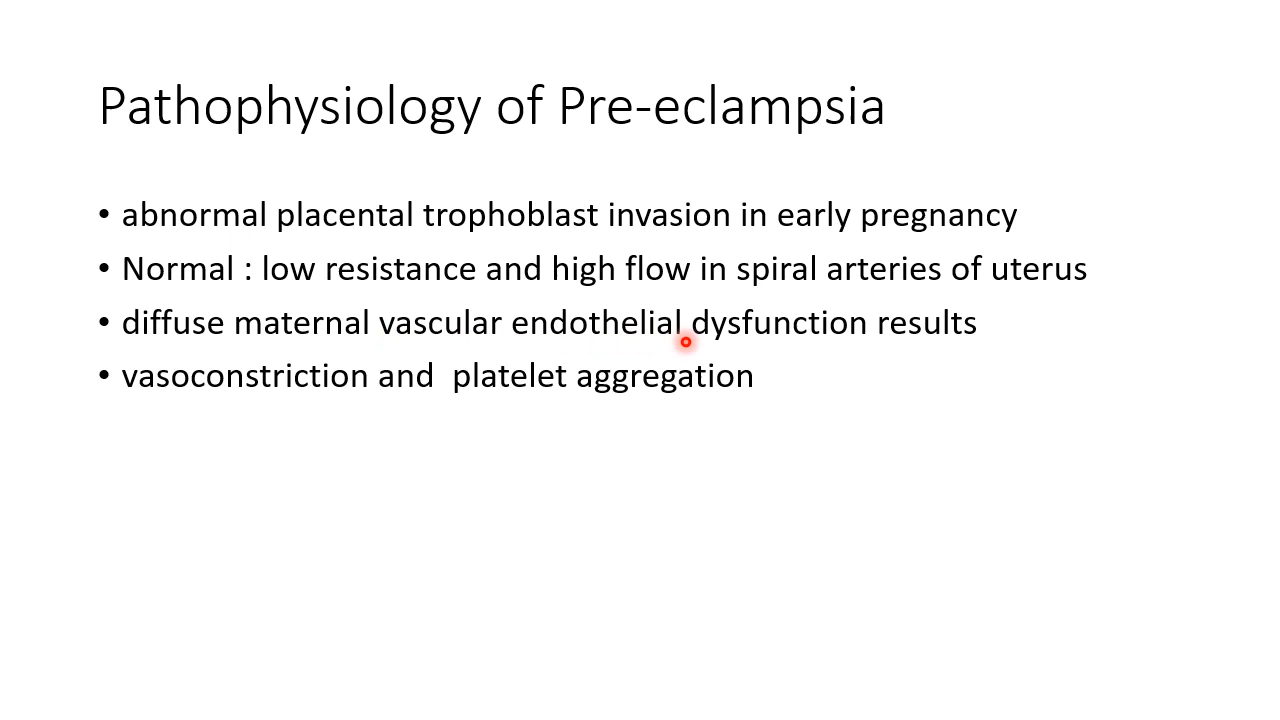 Pathophysiology of Pre-eclampsia
• abnormal placental trophoblast invasion in early pregnancy
• Normal : low resistance and high flow in spiral arteries of uterus
• diffuse maternal vascular endothelial dysfunction results
• vasoconstriction and  platelet aggregation